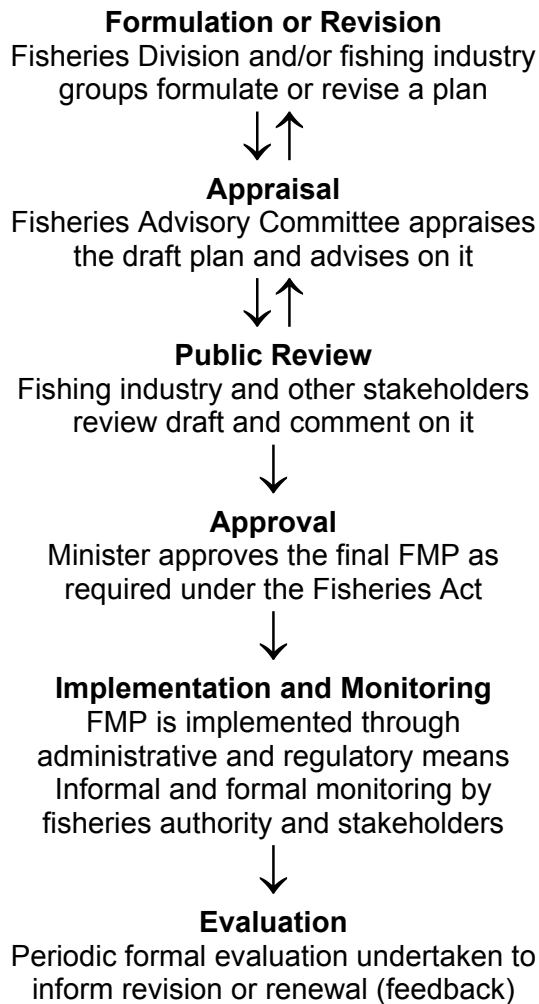 Formulation or Revision
Fisheries Division and/or fishing industry
groups formulate or revise a plan
Appraisal
Fisheries Advisory Committee appraises
the draft plan and advises on it
Public Review
Fishing industry and other stakeholders
review draft and comment on it
Approval
Minister approves the final FMP as
required under the Fisheries Act
Implementation and Monitoring
FMP is implemented through
administrative and regulatory means
Informal and formal monitoring by
fisheries authority and stakeholders
Evaluation
Periodic formal evaluation undertaken to
inform revision or renewal (feedback)